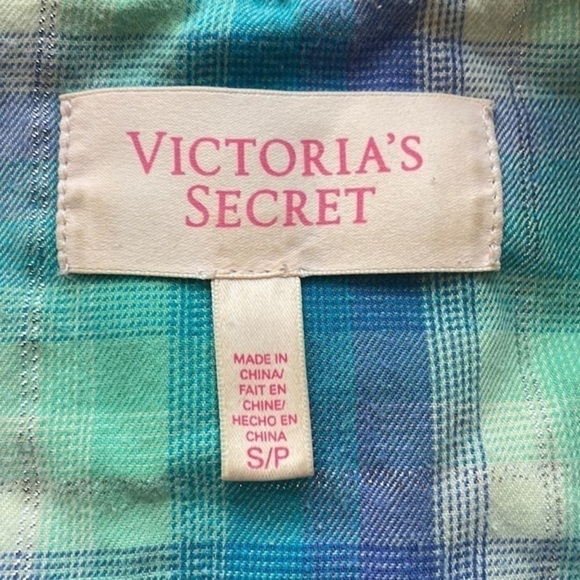 VICTORIA'S
SECRET
MADE IN
CHINA/
FAIT EN
CHINE/
HECHO EN
CHINA
S/P